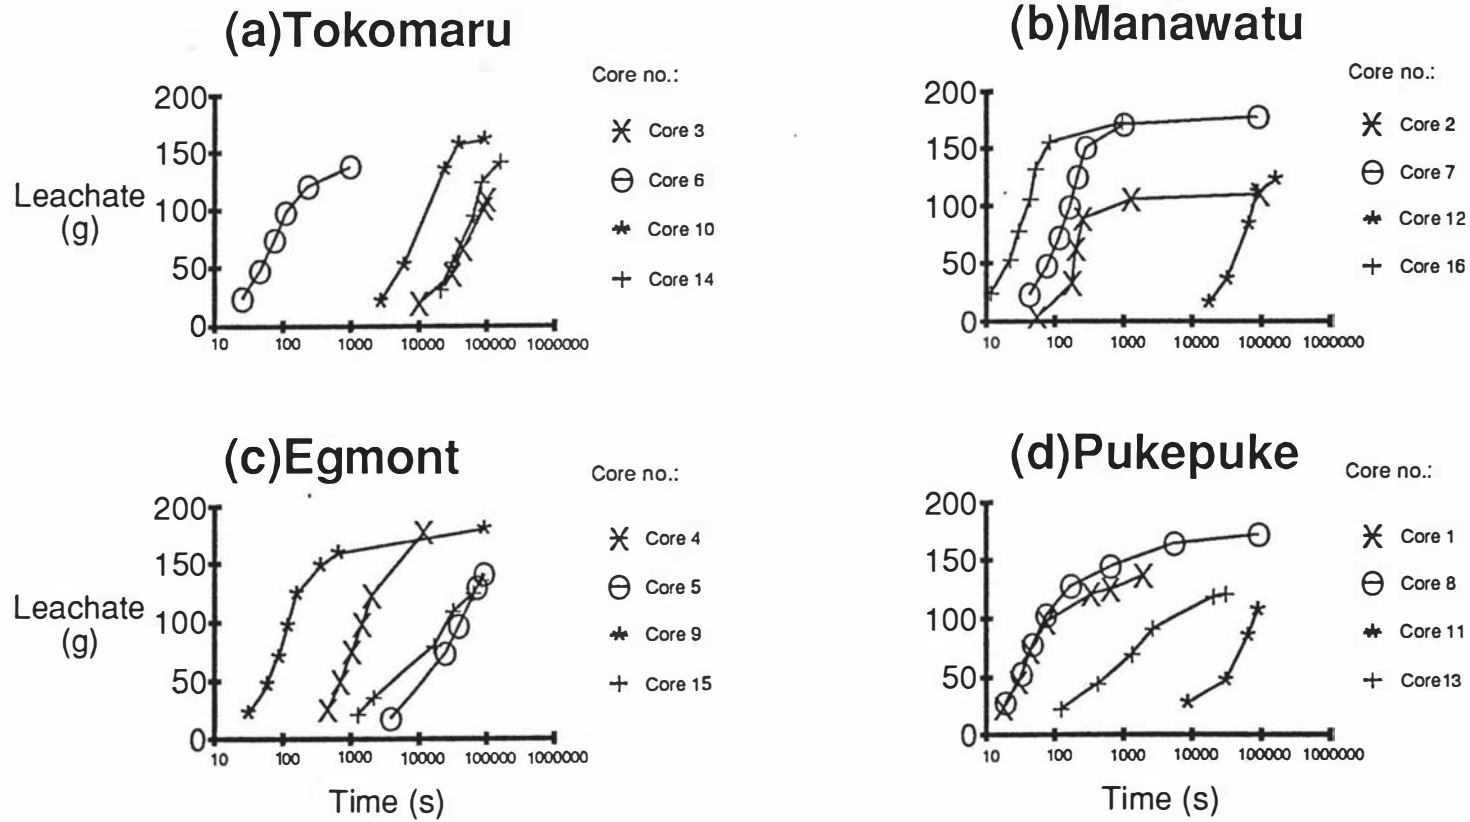 (a)Tokomaru
Core no.:
200
150
100
50
0
Leachate
(g)
10 100 1000 10000 100000 1000000
Core 3
Core 6
Core 10
Core 14
(b)Manawatu
Core no.:
200
150
100
50
0
10 100 1000 10000 100000 1000000
Core 2
Core 7
Core 12
Core 16
(c)Egmont
Core no.:
200
150
100
50
0
Leachate
(g)
10 100 1000 10000 100000 1000000
Time (s)
Core 4
Core 5
Core 9
Core 15
(d)Pukepuke
Core no.:
200
150
100
50
0
10 100 1000 10000 100000 1000000
Time (s)
Core 1
Core 8
Core 11
Core13